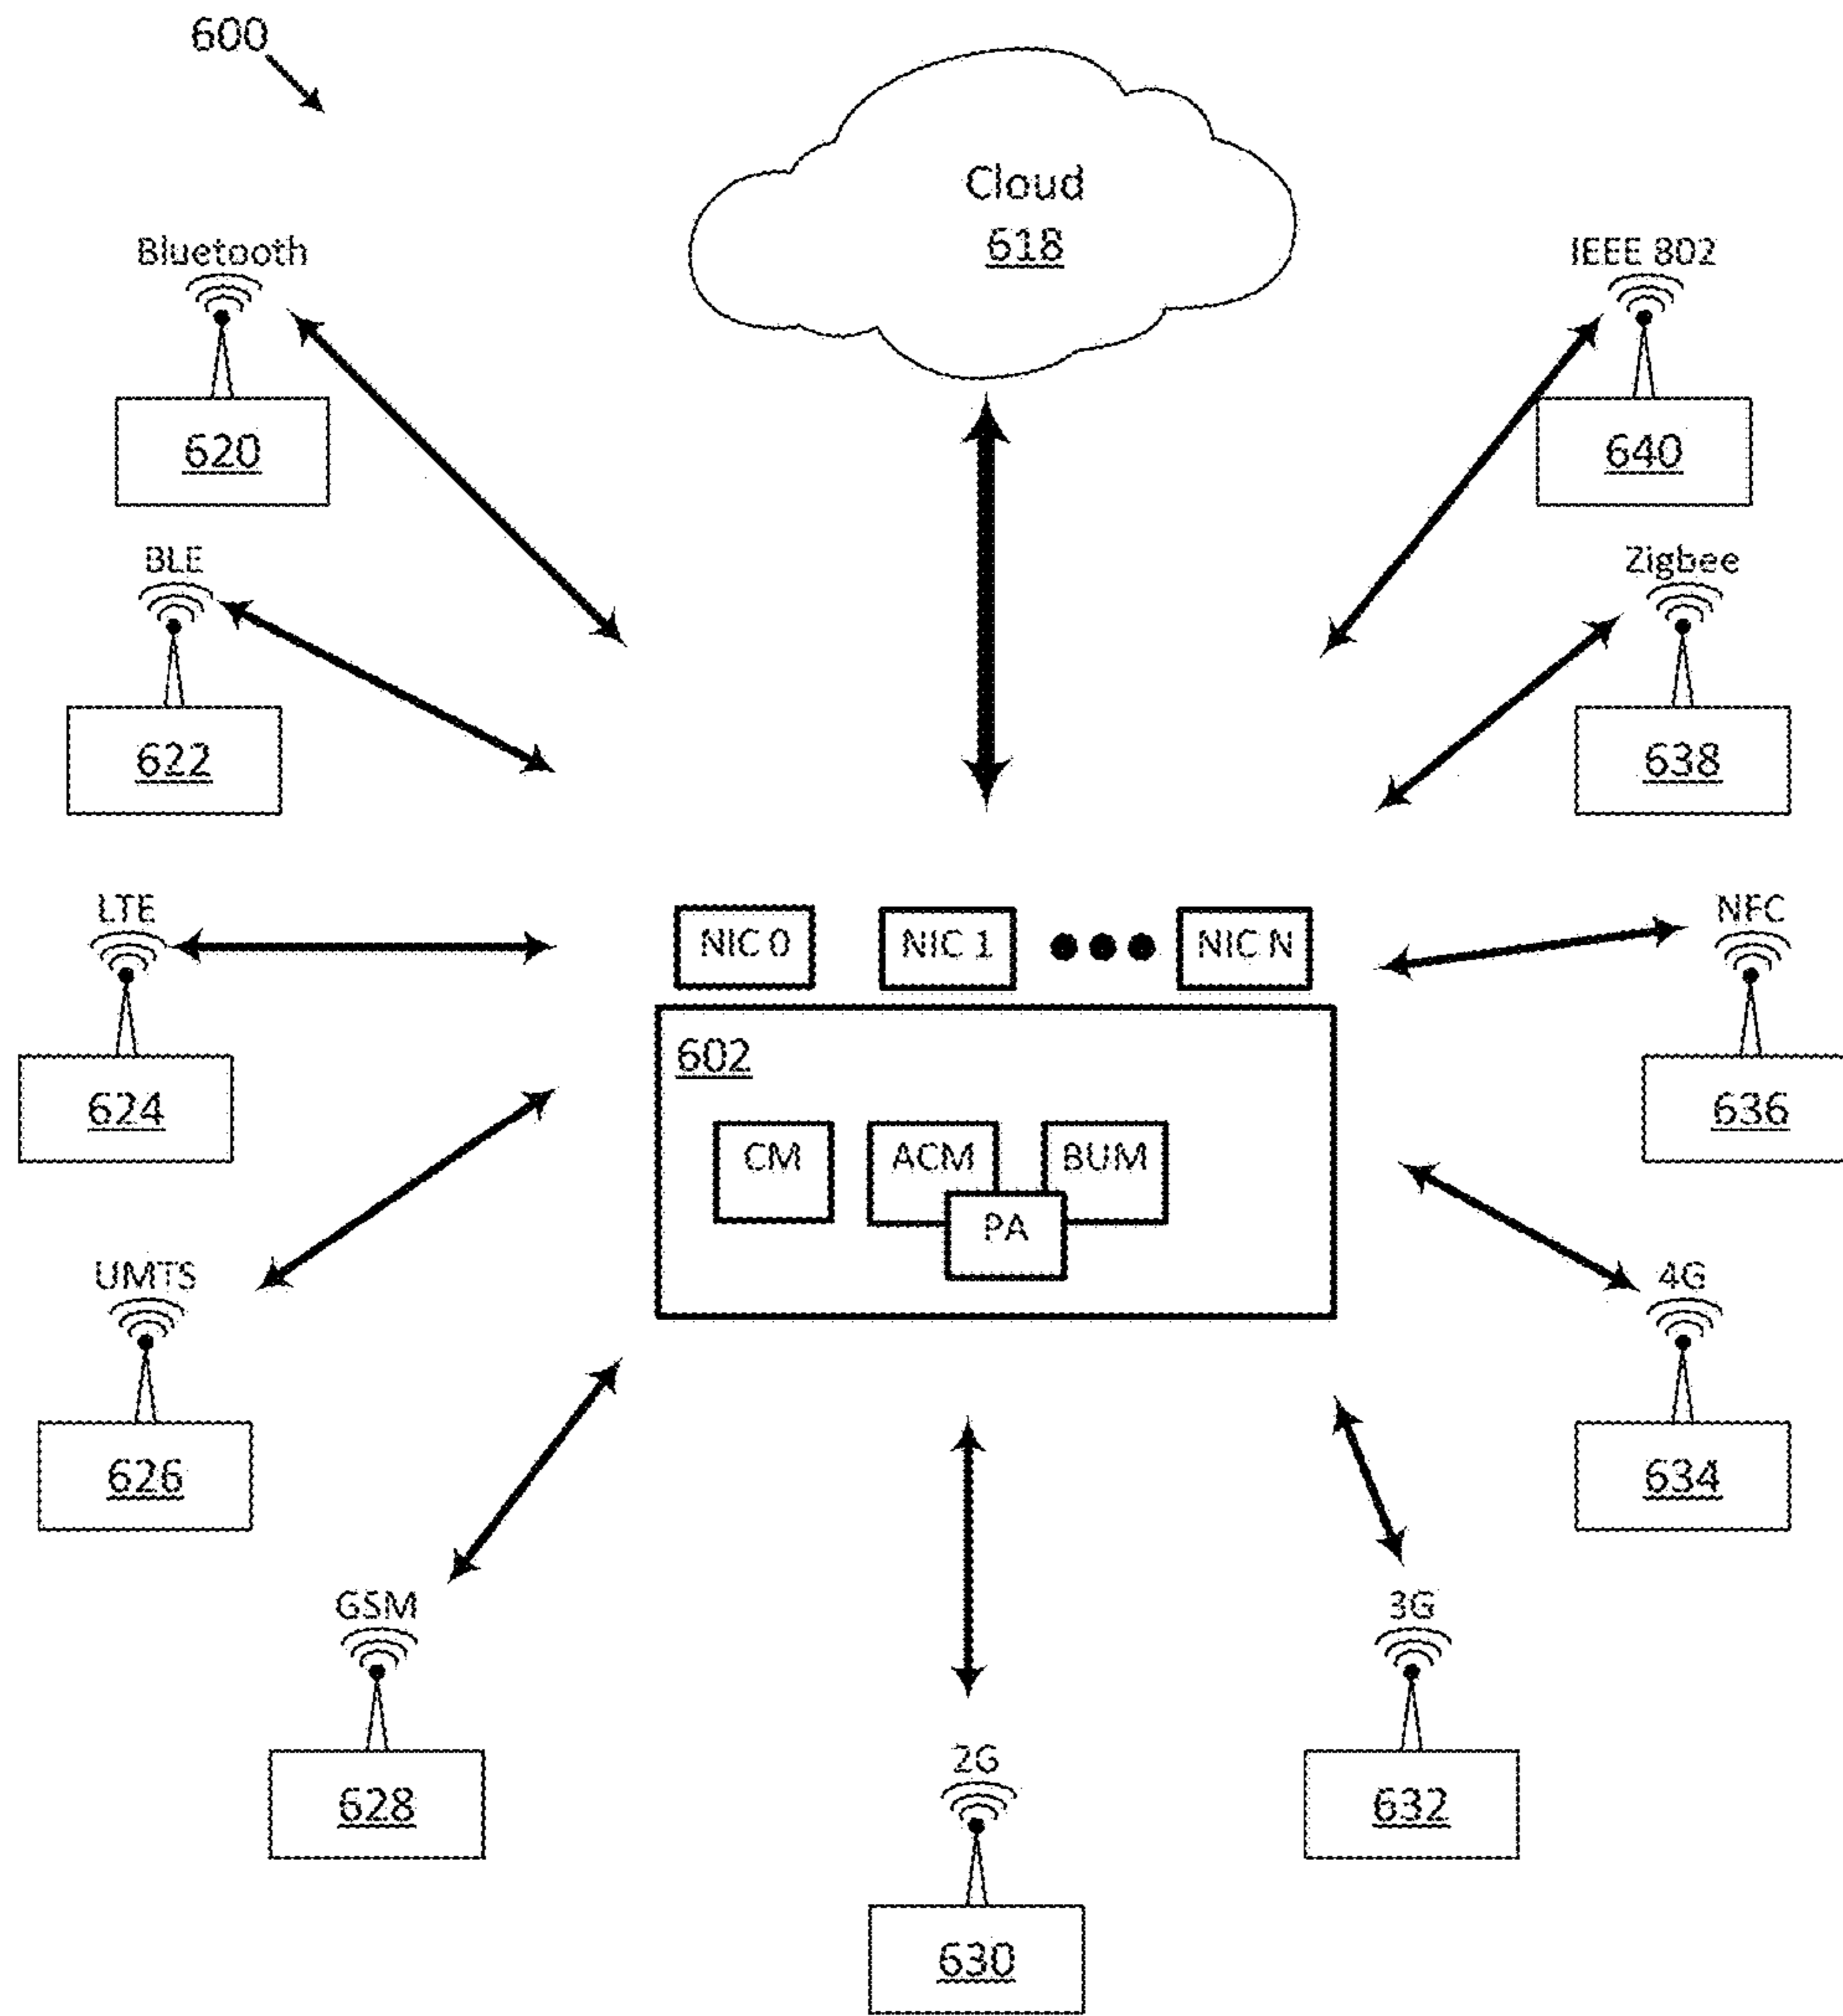 600
Cloud
618
Bluetooth
IEEE 802
620
640
BLE
Zigbee
622
638
LTE
NIC 0
NIC 1
NIC N
NFC
602
624
636
CM
ACM
BUM
PA
UMTS
4G
626
634
GSM
3G
628
2G
632
630